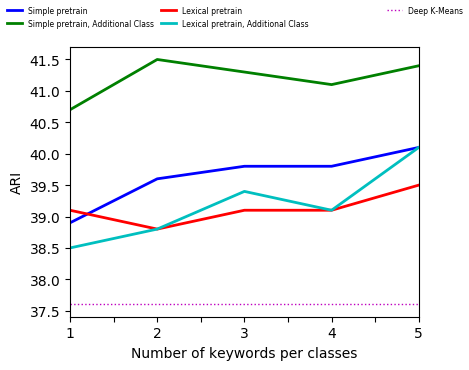 Simple pretrain
Simple pretrain, Additional Class
Lexical pretrain
Lexical pretrain, Additional Class
Deep K-Means
41.5
41.0
40.5
40.0
39.5
39.0
38.5
38.0
37.5
ARI
1 2 3 4 5
Number of keywords per classes